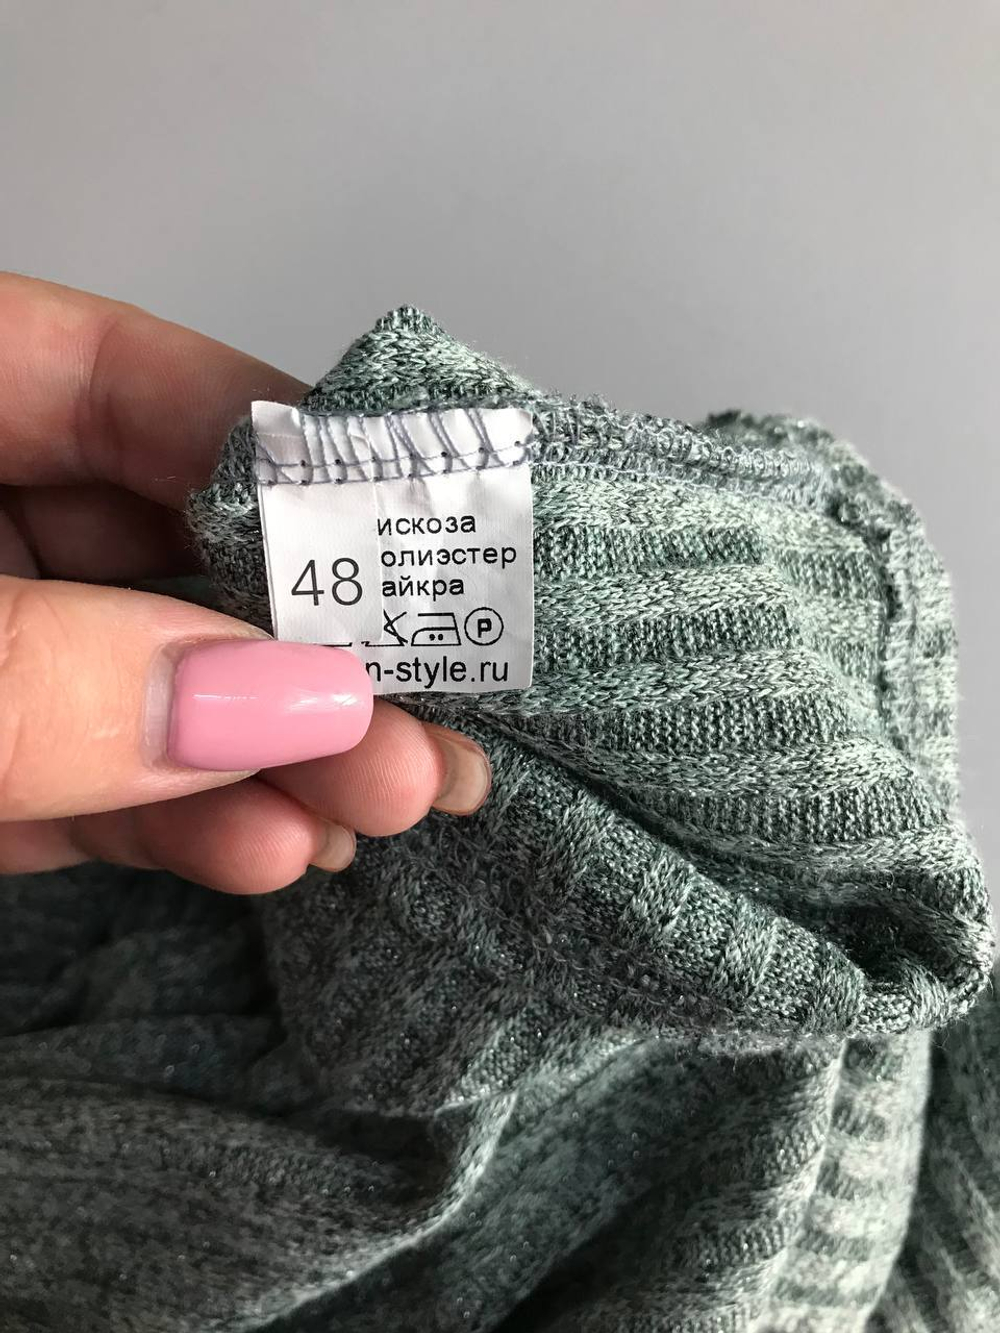 искоза
олиэстер
48 айкра
P
n-style.ru